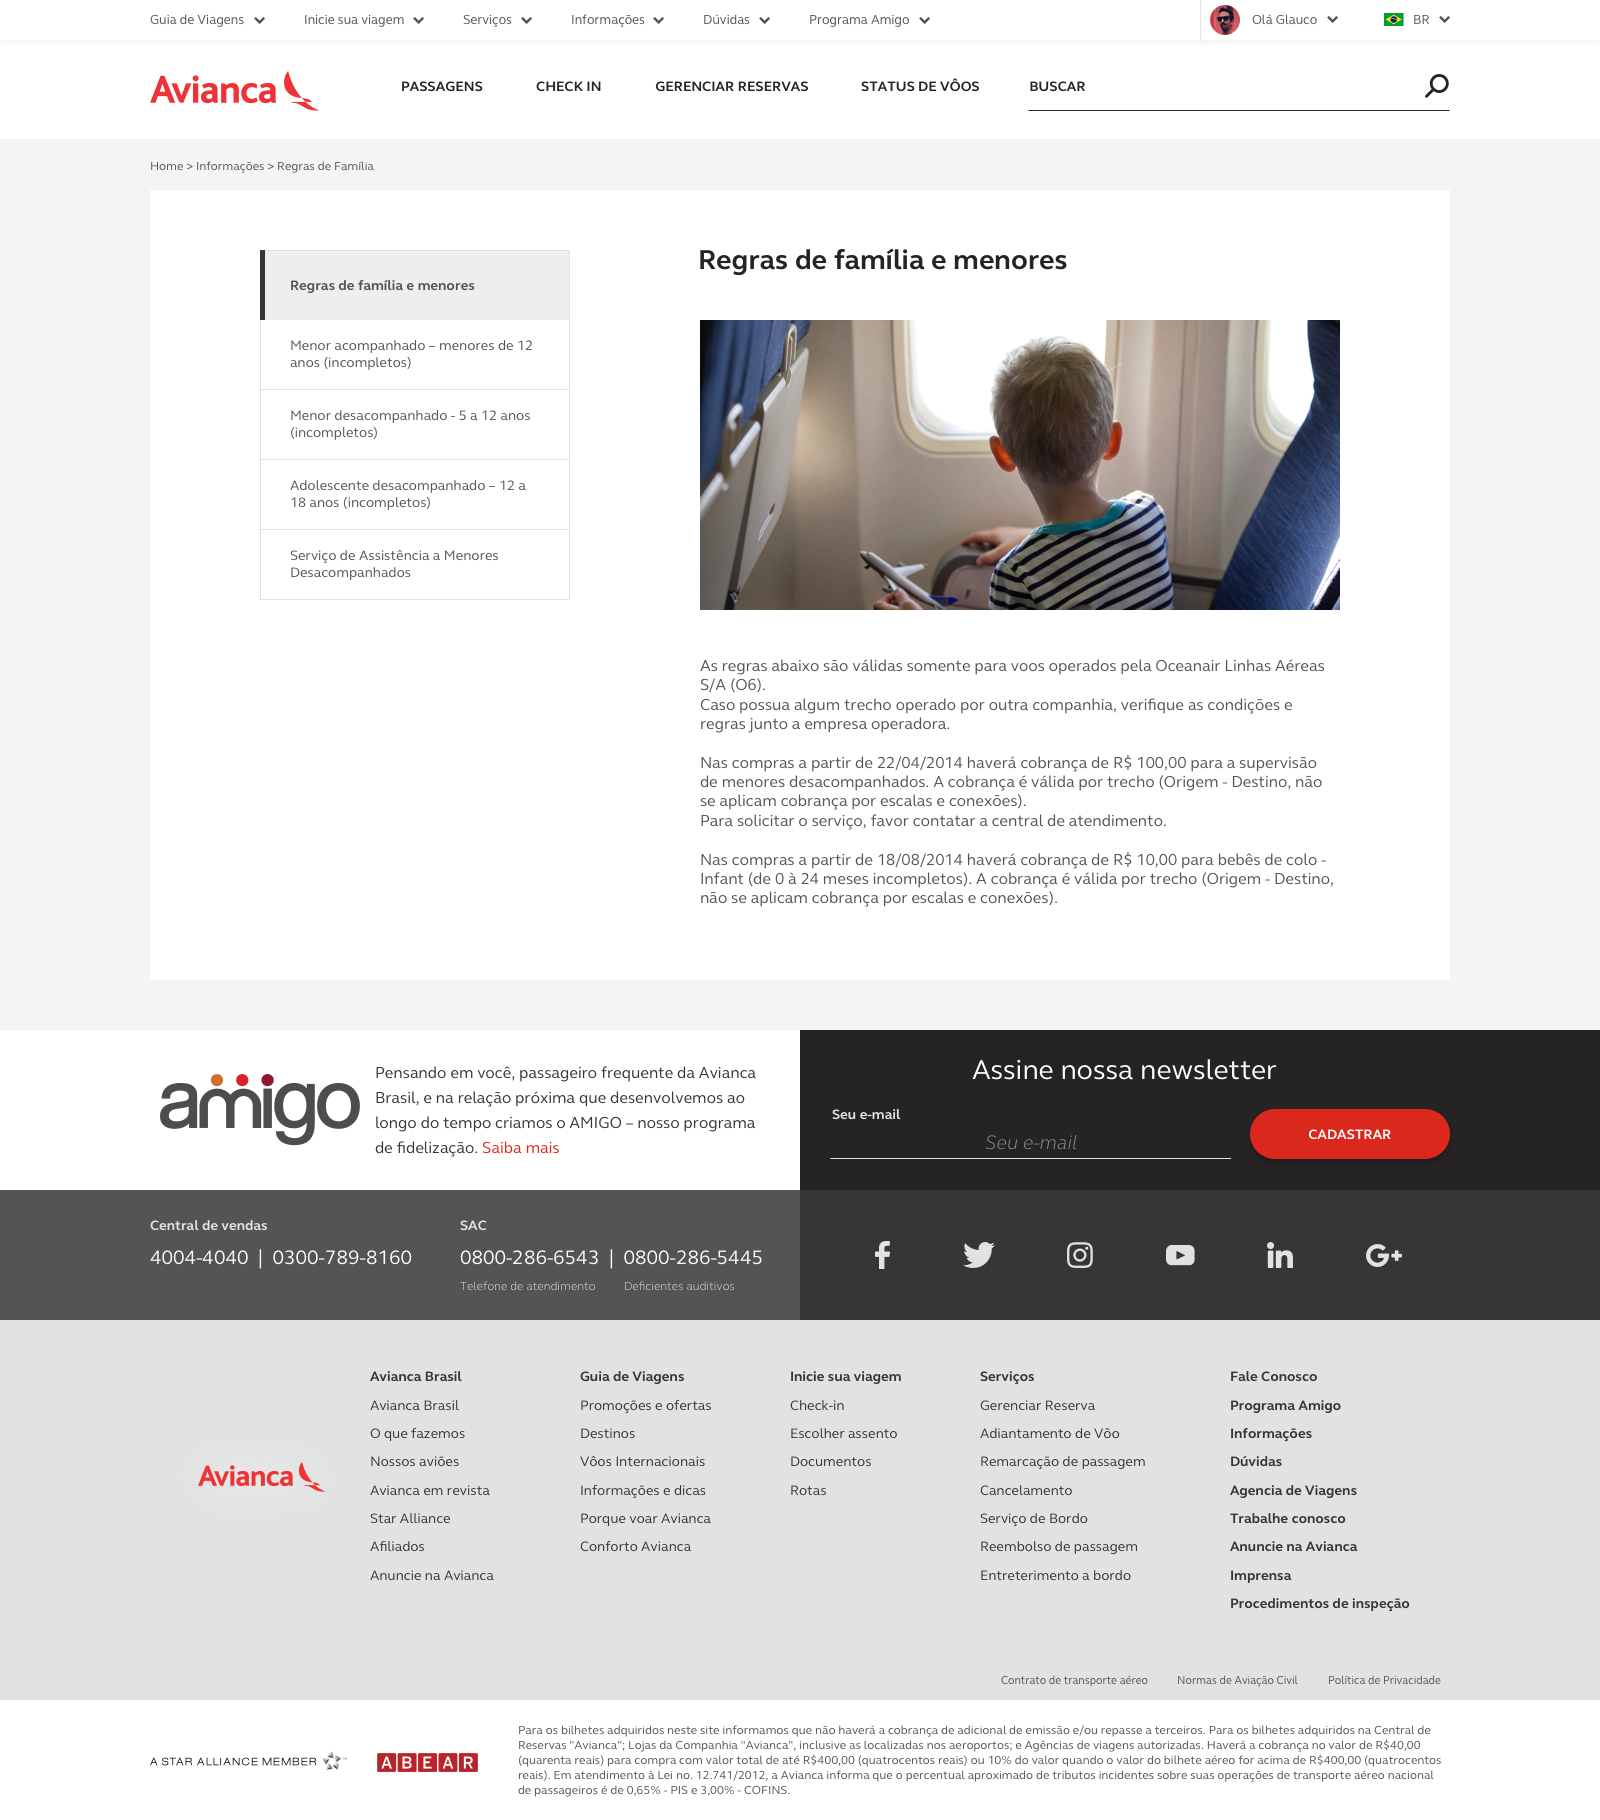 Guia de Viagens
Inicie sua viagem
Serviços
Informações
Dúvidas
Programa Amigo
Olá Glauco
BR
Avianca
PASSAGENS
CHECK IN
GERENCIAR RESERVAS
STATUS DE VÔOS
BUSCAR
Home > Informações > Regras de Família
Regras de família e menores
Menor acompanhado – menores de 12
anos (incompletos)
Menor desacompanhado - 5 a 12 anos
(incompletos)
Adolescente desacompanhado – 12 a
18 anos (incompletos)
Serviço de Assistência a Menores
Desacompanhados
Regras de família e menores
As regras abaixo são válidas somente para voos operados pela Oceanair Linhas Aéreas
S/A (O6).
Caso possua algum trecho operado por outra companhia, verifique as condições e
regras junto a empresa operadora.
Nas compras a partir de 22/04/2014 haverá cobrança de R$ 100,00 para a supervisão
de menores desacompanhados. A cobrança é válida por trecho (Origem - Destino, não
se aplicam cobrança por escalas e conexões).
Para solicitar o serviço, favor contatar a central de atendimento.
Nas compras a partir de 18/08/2014 haverá cobrança de R$ 10,00 para bebês de colo -
Infant (de 0 à 24 meses incompletos). A cobrança é válida por trecho (Origem - Destino,
não se aplicam cobrança por escalas e conexões).
amigo
Pensando em você, passageiro frequente da Avianca
Brasil, e na relação próxima que desenvolvemos ao
longo do tempo criamos o AMIGO – nosso programa
de fidelização. Saiba mais
Assine nossa newsletter
Seu e-mail
Seu e-mail
CADASTRAR
Central de vendas
4004-4040 | 0300-789-8160
SAC
0800-286-6543 | 0800-286-5445
Telefone de atendimento
Deficientes auditivos
Avianca
Avianca Brasil
Avianca Brasil
O que fazemos
Nossos aviões
Avianca em revista
Star Alliance
Afiliados
Anuncie na Avianca
Guia de Viagens
Promoções e ofertas
Destinos
Vôos Internacionais
Informações e dicas
Porque voar Avianca
Conforto Avianca
Inicie sua viagem
Check-in
Escolher assento
Documentos
Rotas
Serviços
Gerenciar Reserva
Adiantamento de Vôo
Remarcação de passagem
Cancelamento
Serviço de Bordo
Reembolso de passagem
Entreterimento a bordo
Fale Conosco
Programa Amigo
Informações
Dúvidas
Agencia de Viagens
Trabalhe conosco
Anuncie na Avianca
Imprensa
Procedimentos de inspeção
Contrato de transporte aéreo
Normas de Aviação Civil
Política de Privacidade
A STAR ALLIANCE MEMBER
ABEAR
Para os bilhetes adquiridos neste site informamos que não haverá a cobrança de adicional de emissão e/ou repasse a terceiros. Para os bilhetes adquiridos na Central de
Reservas "Avianca"; Lojas da Companhia "Avianca", inclusive as localizadas nos aeroportos; e Agências de viagens autorizadas. Haverá a cobrança no valor de R$40,00
(quarenta reais) para compra com valor total de até R$400,00 (quatrocentos reais) ou 10% do valor quando o valor do bilhete aéreo for acima de R$400,00 (quatrocentos
reais). Em atendimento à Lei no. 12.741/2012, a Avianca informa que o percentual aproximado de tributos incidentes sobre suas operações de transporte aéreo nacional
de passageiros é de 0,65% - PIS e 3,00% - COFINS.